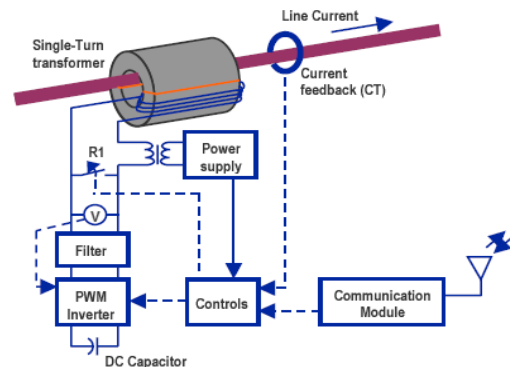 Line Current
Single-Turn
transformer
Current
feedback (CT)
R1
Power
supply
V
Filter
PWM
Inverter
Controls
Communication
Module
DC Capacitor